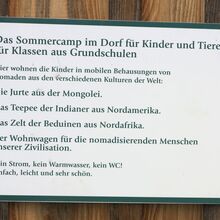 as Sommercamp im Dorf für Kinder und Tiere
ür Klassen aus Grundschulen
ier wohnen die Kinder in mobilen Behausungen von
omaden aus den verschiedenen Kulturen der Welt:
ie Jurte aus der Mongolei.
as Teepee der Indianer aus Nordamerika.
as Zelt der Beduinen aus Nordafrika.
er Wohnwagen für die nomadisierenden Menschen
nserer Zivilisation.
ein Strom, kein Warmwasser, kein WC!
infach, leicht und sehr schön.